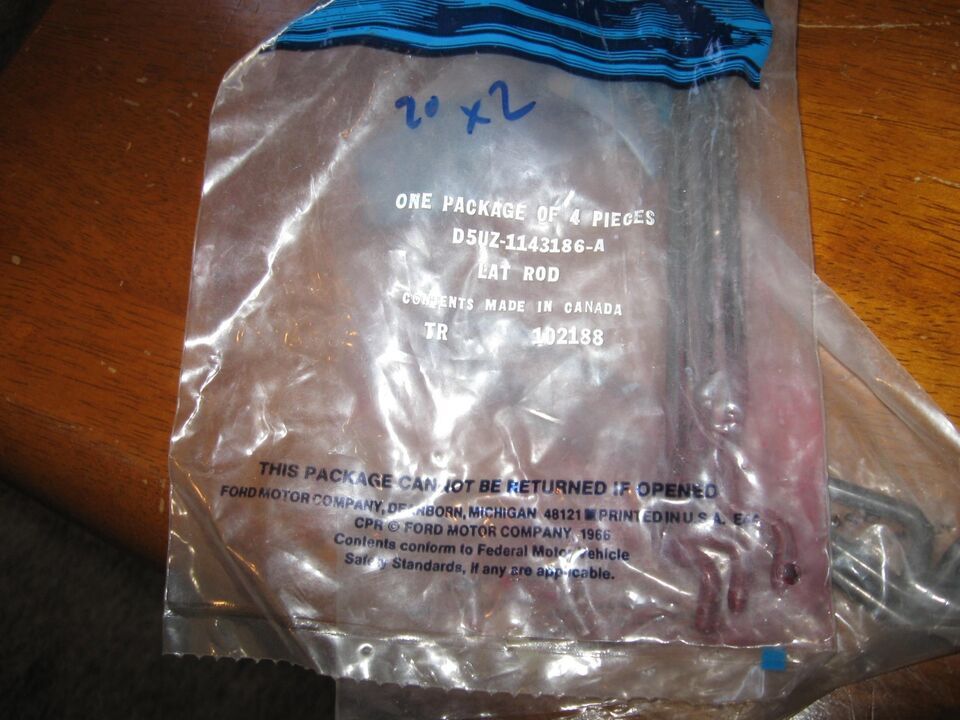 20 x 2
ONE PACKAGE OF 4 PIECES
D5UZ-1143186-A
LAT ROD
CONTENTS MADE IN CANADA
TR 102188
THIS PACKAGE CANNOT BE RETURNED IF OPENED
FORD MOTOR COMPANY, DEARBORN, MICHIGAN 48121 PRINTED IN U.S.A.
CPR © FORD MOTOR COMPANY, 1966
Contents conform to Federal Motor Vehicle
Safety Standards, if any are applicable.